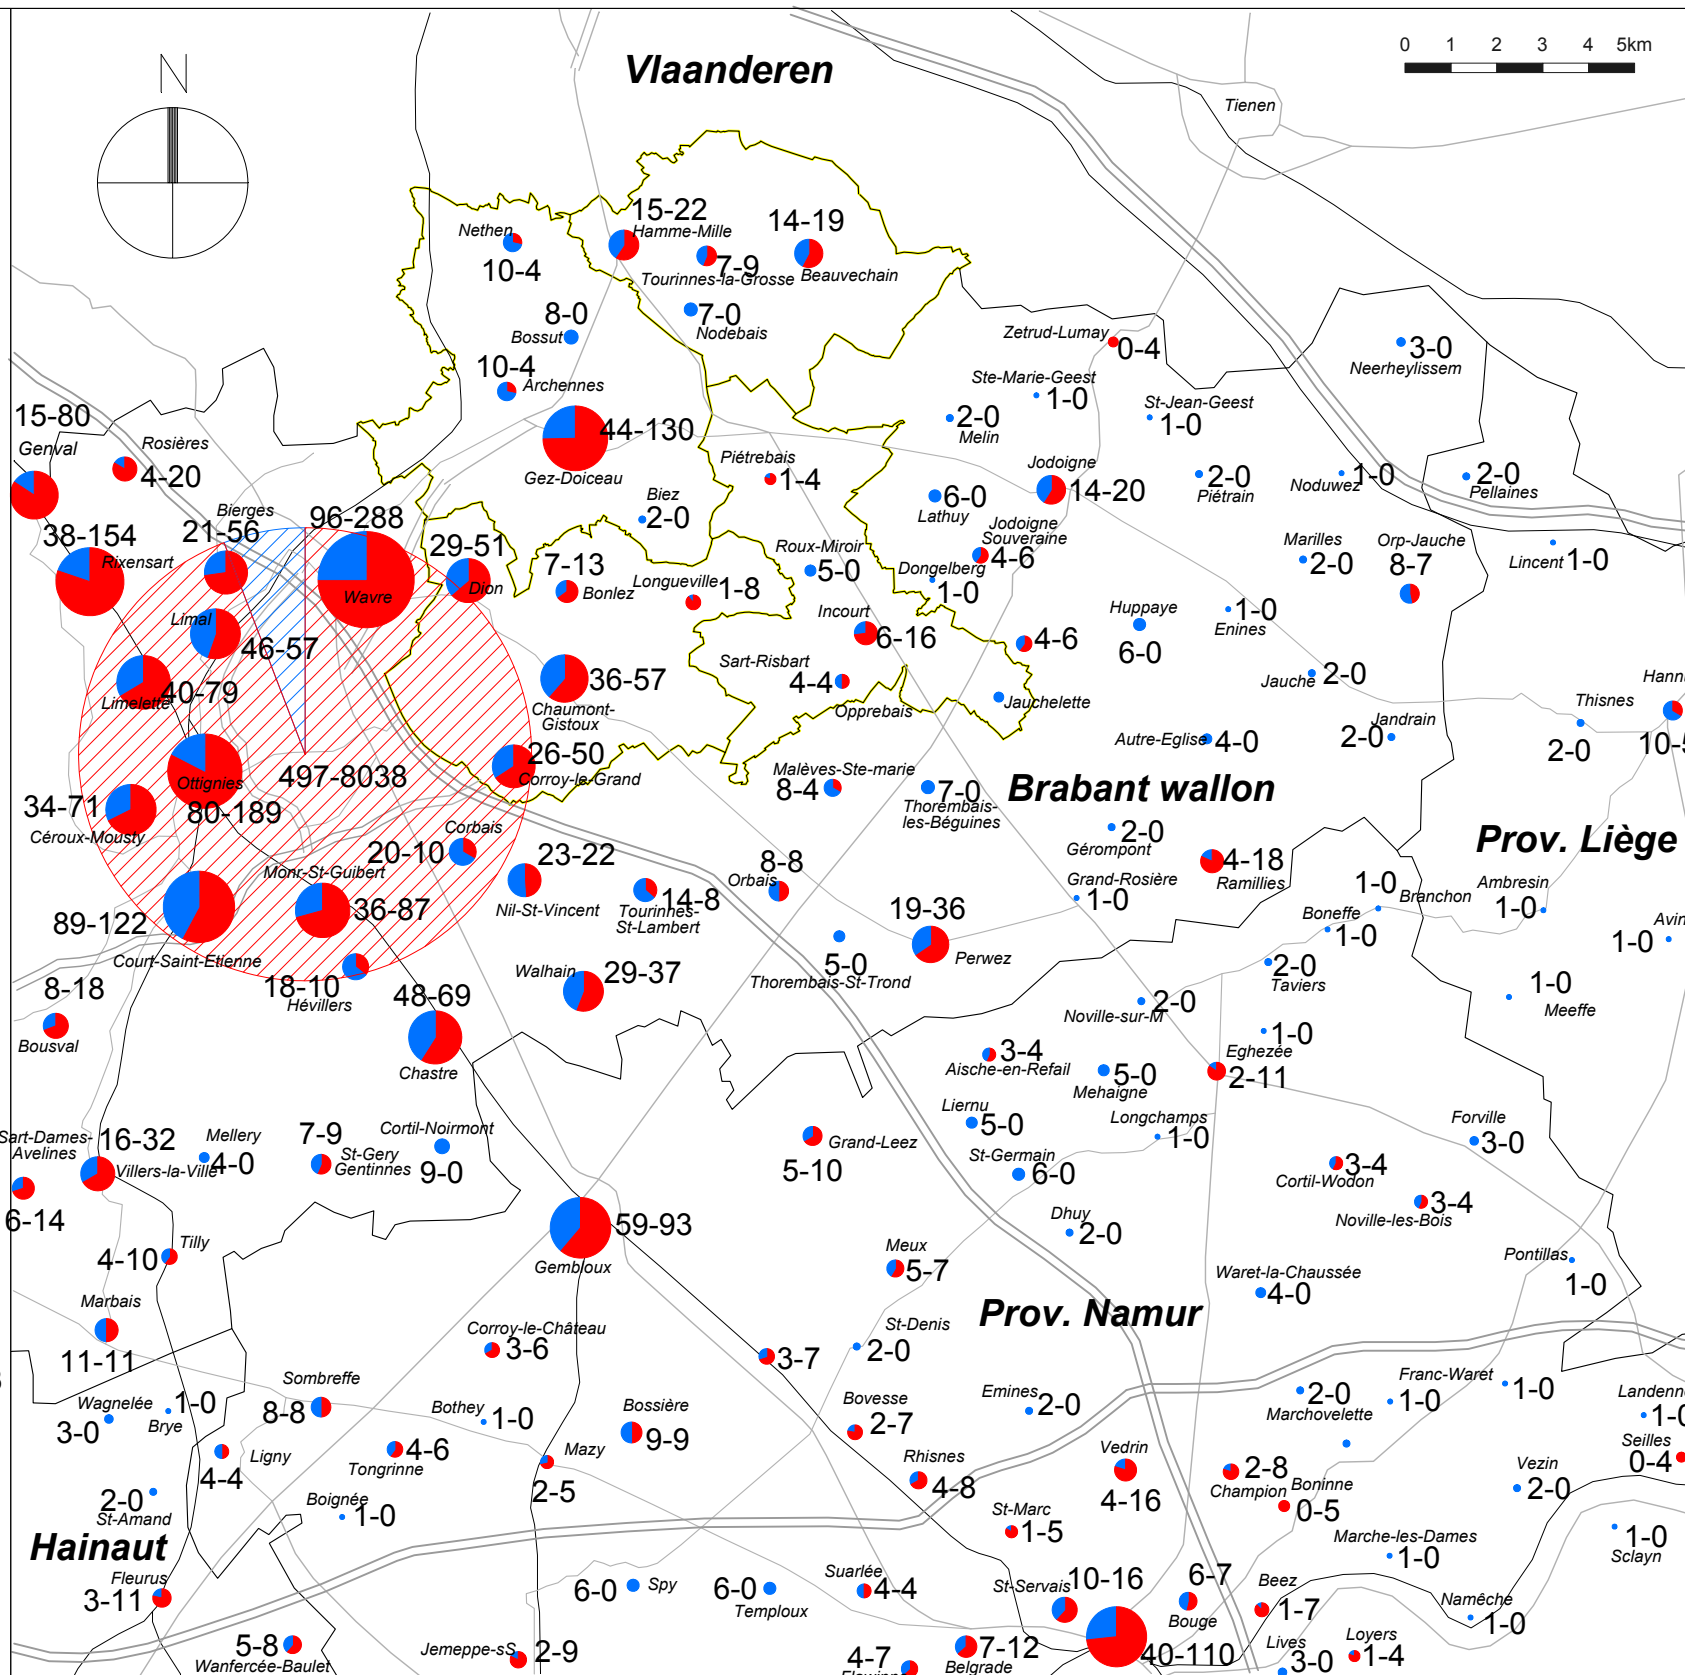 N
Vlaanderen
0 1 2 3 4 5km
Tienen
15-22
Hamme-Mille
14-19
Beauvechain
Nethen
10-4
7-9
Tourinnes-la-Grosse
8-0
Bossut
7-0
Nodebais
Zetrud-Lumay
0-4
3-0
Neerheylissem
10-4
Archennes
Ste-Marie-Geest
1-0
St-Jean-Geest
1-0
2-0
Melin
15-80
Genval
Rosières
4-20
44-130
Gez-Doiceau
Piétrebais
1-4
Jodoigne
14-20
2-0
Piétrain
Noduwez
1-0
2-0
Pellaines
Biez
2-0
6-0
Lathuy
Jodoigne
Souveraine
4-6
Bierges
21-56
96-288
Wavre
38-154
Rixensart
29-51
Dion
7-13
Bonlez
Longueville
1-8
Roux-Miroir
5-0
Dongelberg
1-0
Marilles
2-0
Orp-Jauche
8-7
Lincent
1-0
Limal
46-57
Incourt
6-16
4-6
Huppaye
6-0
1-0
Enines
40-79
Limelette
36-57
Chaumont-
Gistoux
Sart-Risbart
4-4
Opprebais
Jauchelette
Jauche
2-0
Hann
10-5
Thisnes
2-0
Jandrain
2-0
Autre-Eglise
4-0
Ottignies
80-189
497-8038
26-50
Corroy-le-Grand
Malèves-Ste-marie
8-4
7-0
Thorembais-
les-Béguines
Brabant wallon
34-71
Céroux-Mousty
2-0
Gérompont
Prov. Liège
Corbais
20-10
23-22
Nil-St-Vincent
8-8
Orbais
4-18
Ramillies
Grand-Rosière
1-0
1-0
Branchon
Ambresin
1-0
Monr-St-Guibert
36-87
14-8
Tourinnes-
St-Lambert
19-36
Perwez
Boneffe
1-0
Avin
1-0
89-122
Court-Saint-Etienne
5-0
Thorembais-St-Trond
2-0
Taviers
1-0
Meeffe
18-10
Hévillers
8-18
Bousval
48-69
Chastre
Walhain
29-37
2-0
Noville-sur-M
1-0
3-4
Aische-en-Refail
5-0
Mehaigne
Eghezée
2-11
Liernu
5-0
Longchamps
1-0
Forville
3-0
Sart-Dames-
Avelines
6-14
16-32
Villers-la-Ville
Mellery
4-0
7-9
St-Gery
Gentinnes
Cortil-Noirmont
9-0
Grand-Leez
5-10
St-Germain
6-0
3-4
Cortil-Wodon
3-4
Noville-les-Bois
59-93
Gembloux
Dhuy
2-0
4-10
Tilly
Meux
5-7
Waret-la-Chaussée
4-0
Pontillas
1-0
Marbais
11-11
Prov. Namur
Corroy-le-Château
3-6
3-7
St-Denis
2-0
Wagnelée
3-0
1-0
Brye
Sombreffe
8-8
Bothey
1-0
Bossière
9-9
Bovesse
2-7
Emines
2-0
2-0
Marchovelette
Franc-Waret
1-0
1-0
Landenne
1-0
Seilles
0-4
4-4
Ligny
4-6
Tongrinne
Mazy
2-5
Rhisnes
4-8
Vedrin
4-16
2-8
Champion
Boninne
0-5
Vezin
2-0
2-0
St-Amand
Boignée
1-0
St-Marc
1-5
Marche-les-Dames
1-0
1-0
Sclayn
Hainaut
Fleurus
3-11
6-0
Spy
6-0
Temploux
Suarlée
4-4
St-Servais
10-16
6-7
Bouge
Beez
1-7
Namêche
1-0
5-8
Wanfercée-Baulet
Jemeppe-sS
2-9
4-7
7-12
Belgrade
40-110
Lives
3-0
Loyers
1-4